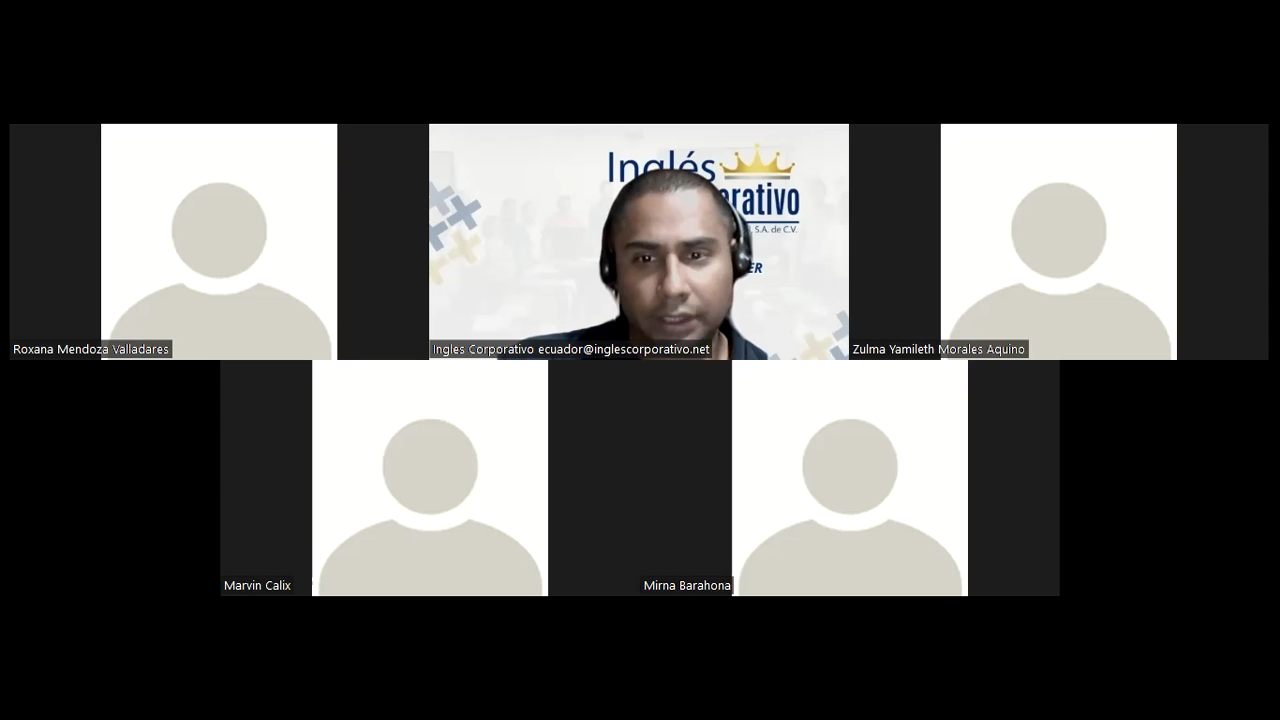 Inglés
orativo
, S.A. de C.V.
ER
Roxana Mendoza Valladares
Ingles Corporativo ecuador@inglescorporativo.net
Zulma Yamileth Morales Aquino
Marvin Calix
Mirna Barahona